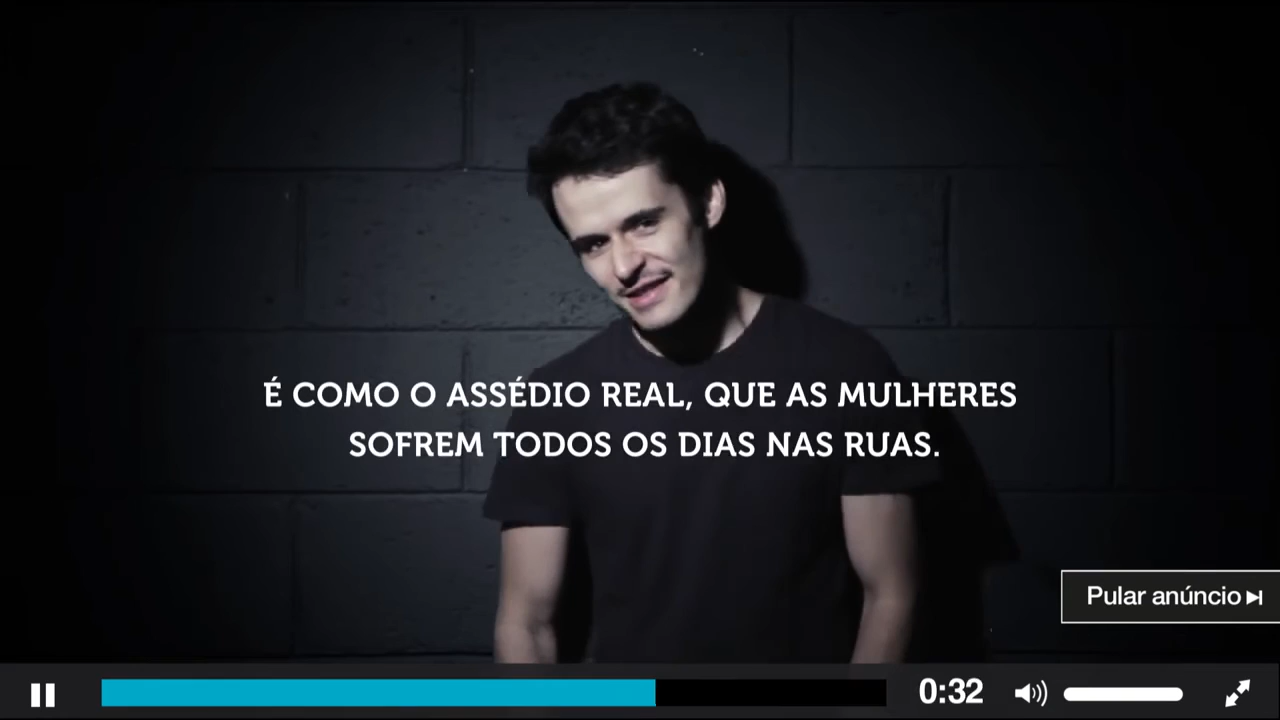 É COMO O ASSÉDIO REAL, QUE AS MULHERES
SOFREM TODOS OS DIAS NAS RUAS.
Pular anúncio
0:32